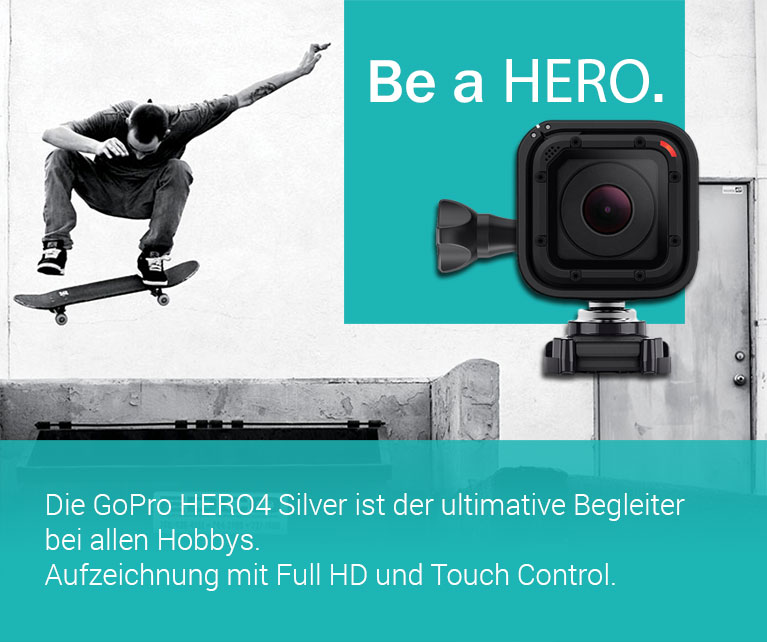 Be a HERO.
Die GoPro HERO4 Silver ist der ultimative Begleiter
bei allen Hobbys.
Aufzeichnung mit Full HD und Touch Control.